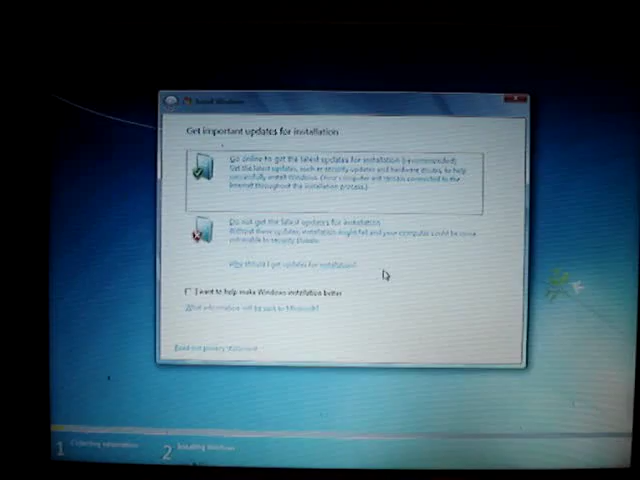 Install Windows
Get important updates for installation
Go online to get the latest updates for installation (recommended)
Get the latest updates, such as security updates and hardware drivers, to help
successfully install Windows. (Your computer must remain connected to the
Internet throughout the installation process.)
Do not get the latest updates for installation
Without these updates, installation might fail and your computer could be more
vulnerable to security threats.
Why should I get updates for installation?
I want to help make Windows installation better
What information will be sent to Microsoft?
Read our privacy statement
1 Collecting information
2 Installing Windows